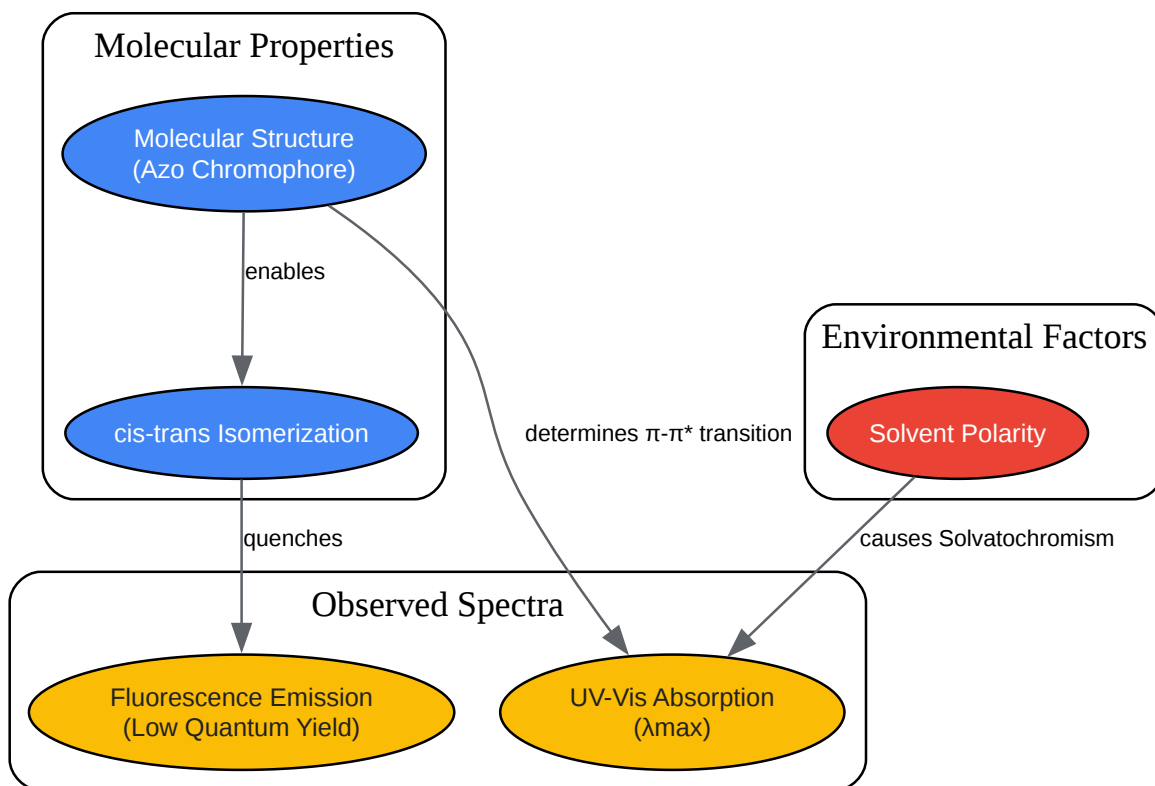 Molecular Properties
Molecular Structure
(Azo Chromophore)
enables
Environmental Factors
cis-trans Isomerization
determines π-π* transition
Solvent Polarity
quenches
causes Solvatochromism
Observed Spectra
Fluorescence Emission
(Low Quantum Yield)
UV-Vis Absorption
(λmax)